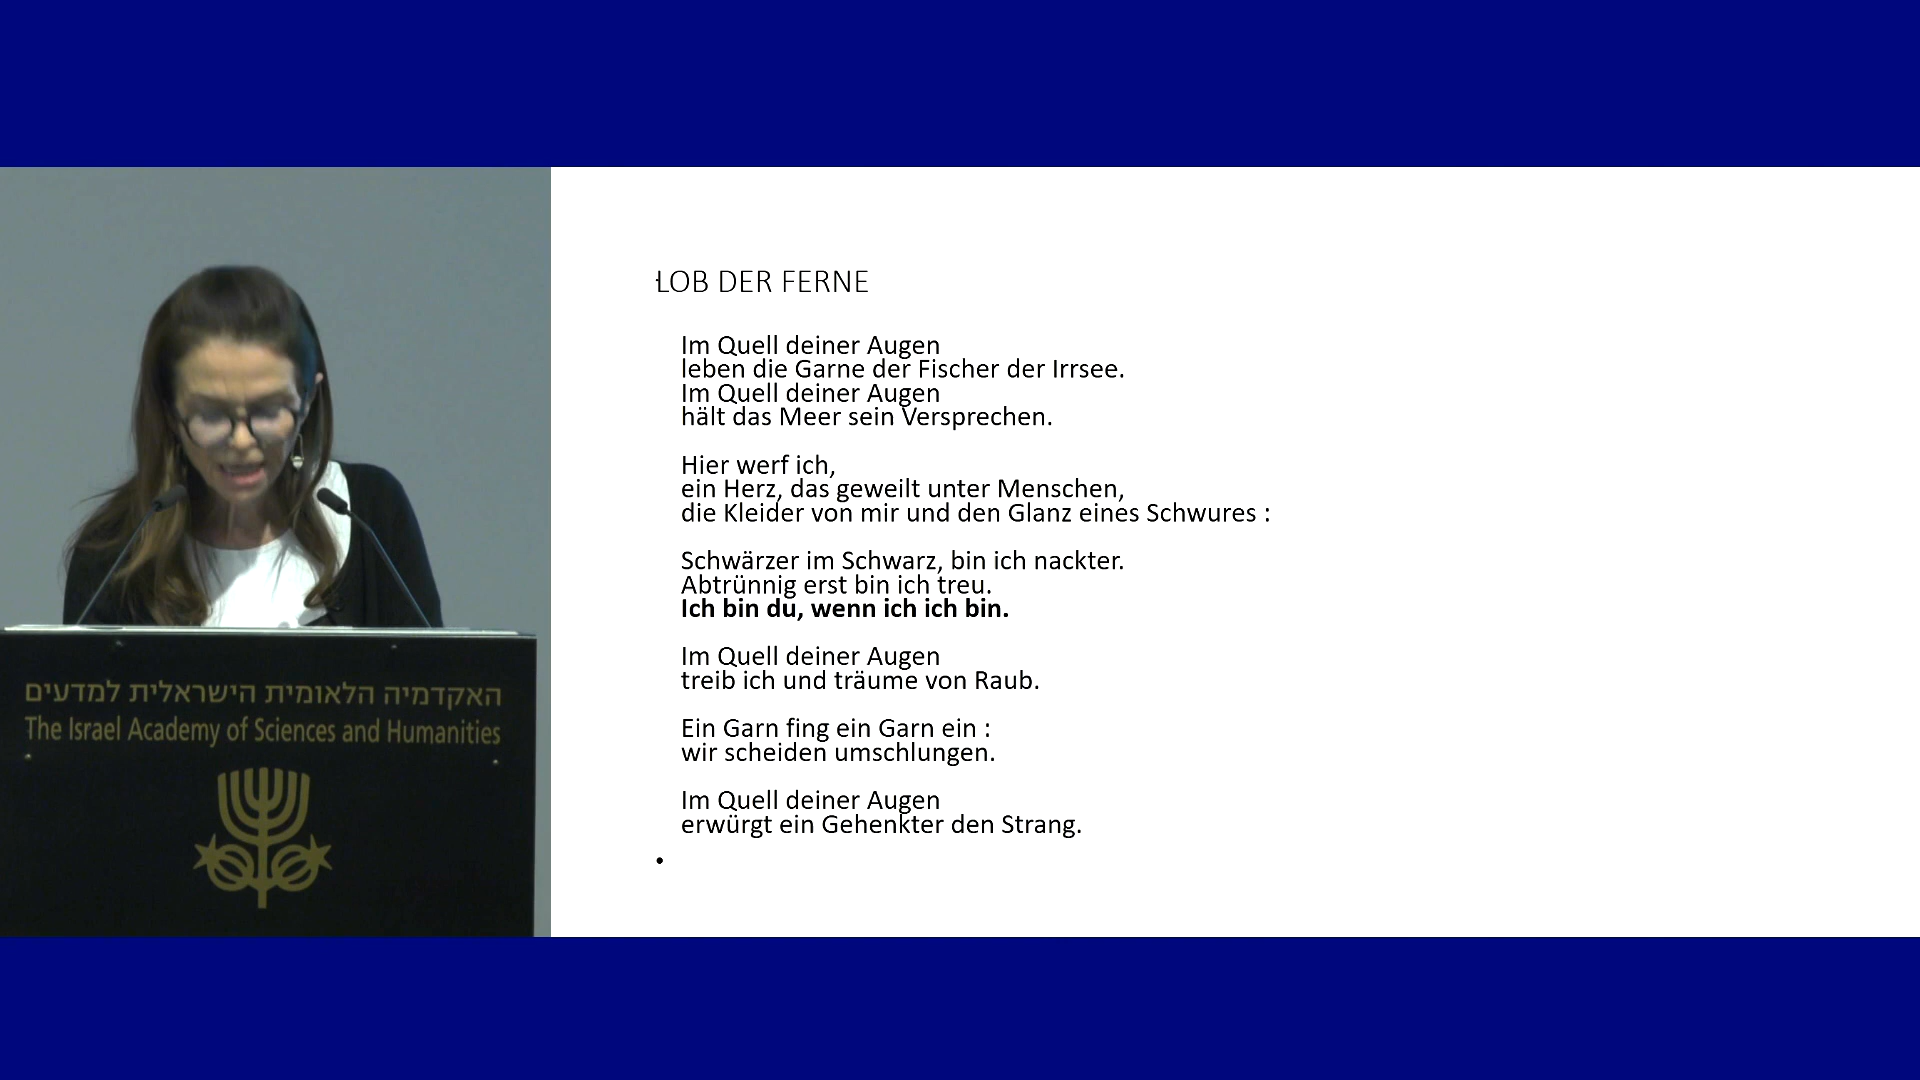 LOB DER FERNE
Im Quell deiner Augen
leben die Garne der Fischer der Irrsee.
Im Quell deiner Augen
hält das Meer sein Versprechen.
Hier werf ich,
ein Herz, das geweilt unter Menschen,
die Kleider von mir und den Glanz eines Schwures :
Schwärzer im Schwarz, bin ich nackter.
Abtrünnig erst bin ich treu.
Ich bin du, wenn ich ich bin.
Im Quell deiner Augen
treib ich und träume von Raub.
Ein Garn fing ein Garn ein :
wir scheiden umschlungen.
Im Quell deiner Augen
erwürgt ein Gehenkter den Strang.
האקדמיה הלאומית הישראלית למדעים
The Israel Academy of Sciences and Humanities